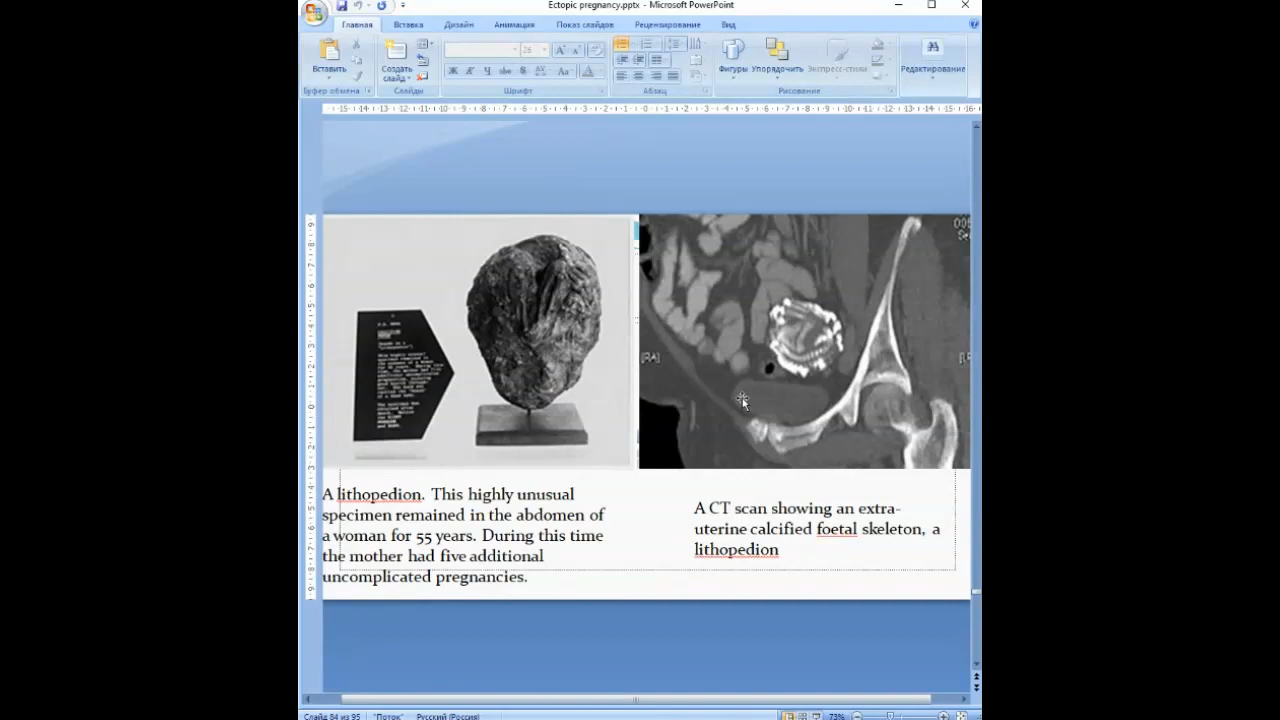 Ectopic pregnancy.pptx - Microsoft PowerPoint
Главная Вставка Дизайн Анимация Показ слайдов Рецензирование Вид
Вставить
Создать слайд
Шрифт
Абзац
Фигуры Упорядочить Экспресс-стили
Редактирование
Буфер обмена Слайды Рисование
A lithopedion. This highly unusual
specimen remained in the abdomen of
a woman for 55 years. During this time
the mother had five additional
uncomplicated pregnancies.
A CT scan showing an extra-
uterine calcified foetal skeleton, a
lithopedion
Слайд 84 из 95 "Поток" Русский (Россия) 73%